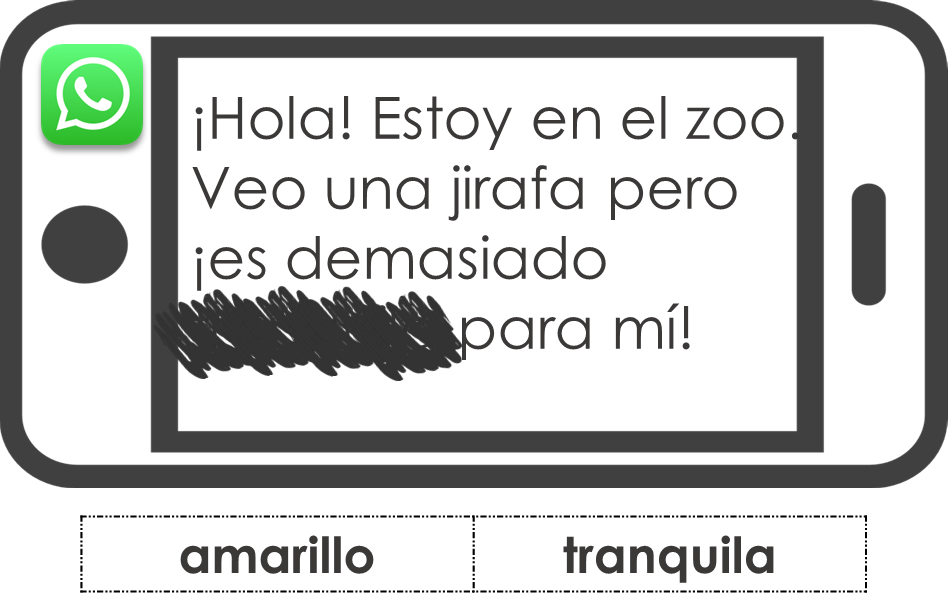 ¡Hola! Estoy en el zoo.
Veo una jirafa pero
¡es demasiado
para mí!
amarillo
tranquila